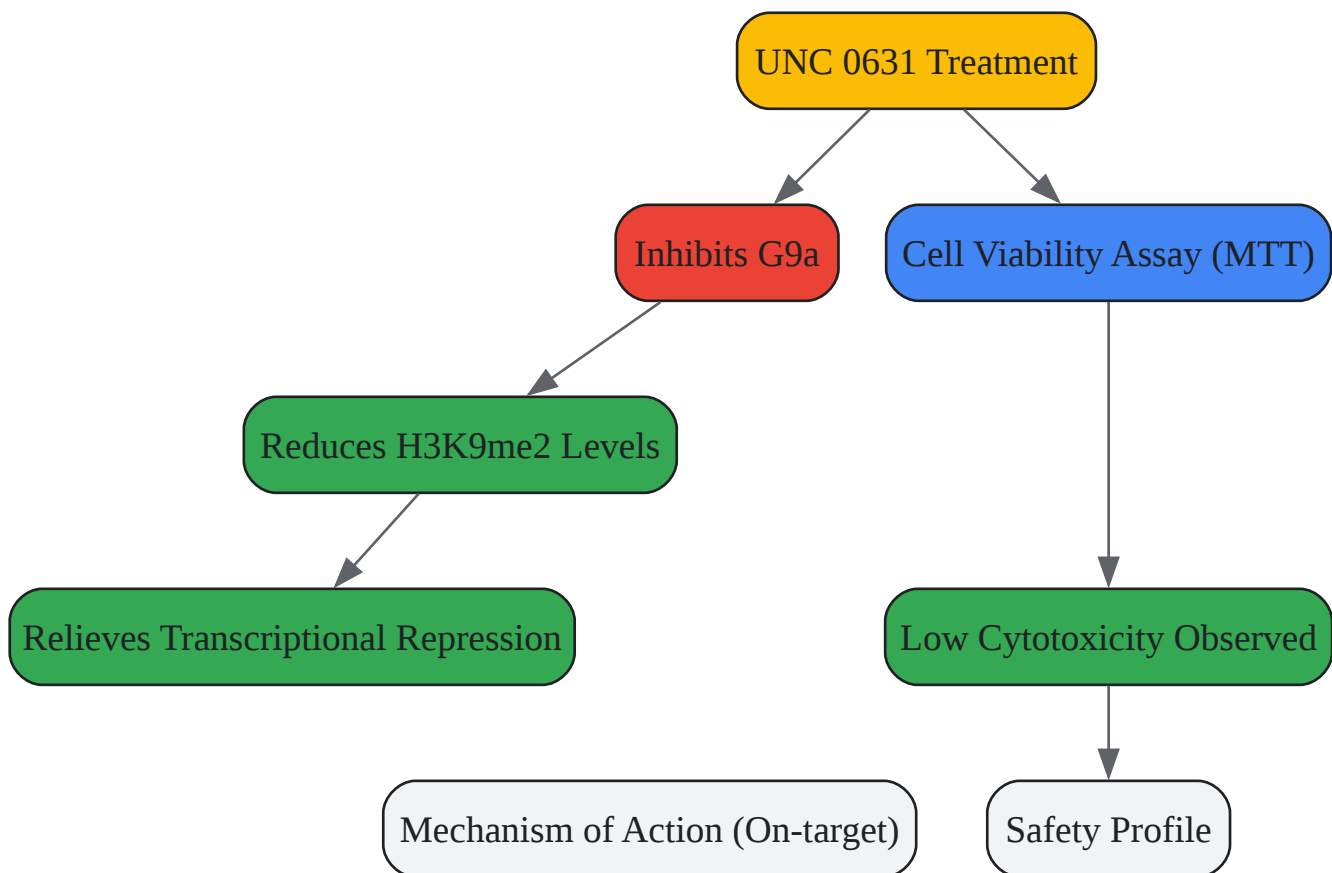 UNC 0631 Treatment
Inhibits G9a
Cell Viability Assay (MTT)
Reduces H3K9me2 Levels
Relieves Transcriptional Repression
Low Cytotoxicity Observed
Mechanism of Action (On-target)
Safety Profile